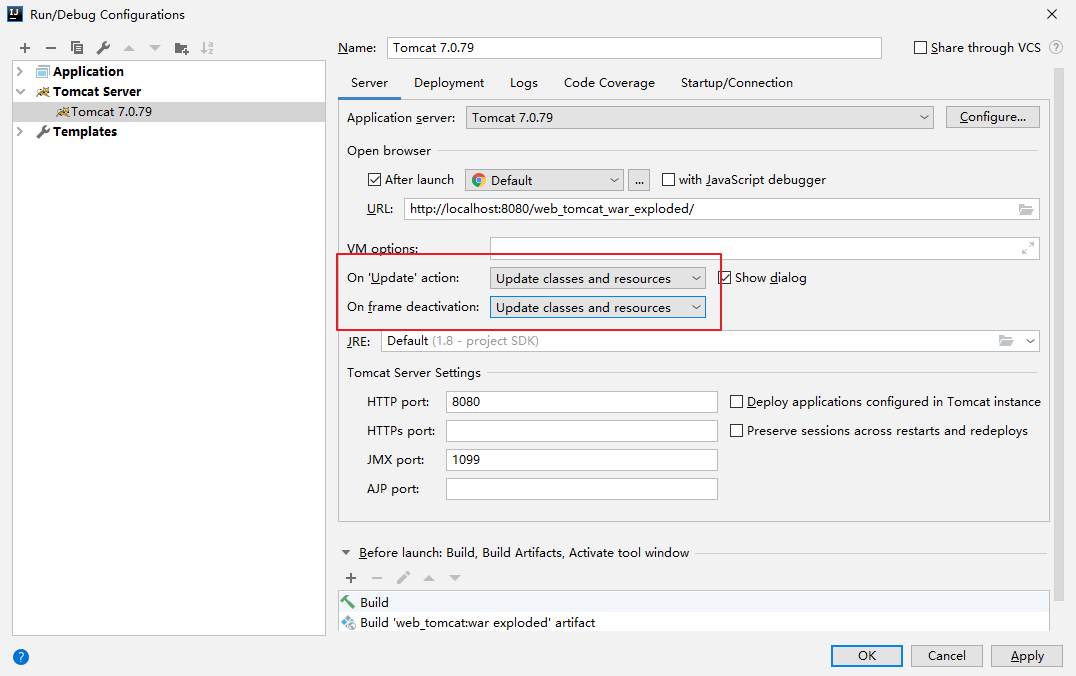 Run/Debug Configurations
Application
Tomcat Server
Tomcat 7.0.79
Templates
Name: Tomcat 7.0.79 Share through VCS ?
Server Deployment Logs Code Coverage Startup/Connection
Application server: Tomcat 7.0.79 Configure...
Open browser
After launch Default ... with JavaScript debugger
URL: http://localhost:8080/web_tomcat_war_exploded/
VM options:
On 'Update' action: Update classes and resources Show dialog
On frame deactivation: Update classes and resources
JRE: Default (1.8 - project SDK)
Tomcat Server Settings
HTTP port: 8080 Deploy applications configured in Tomcat instance
HTTPs port: Preserve sessions across restarts and redeploys
JMX port: 1099
AJP port:
Before launch: Build, Build Artifacts, Activate tool window
Build
Build 'web_tomcat:war exploded' artifact
? OK Cancel Apply